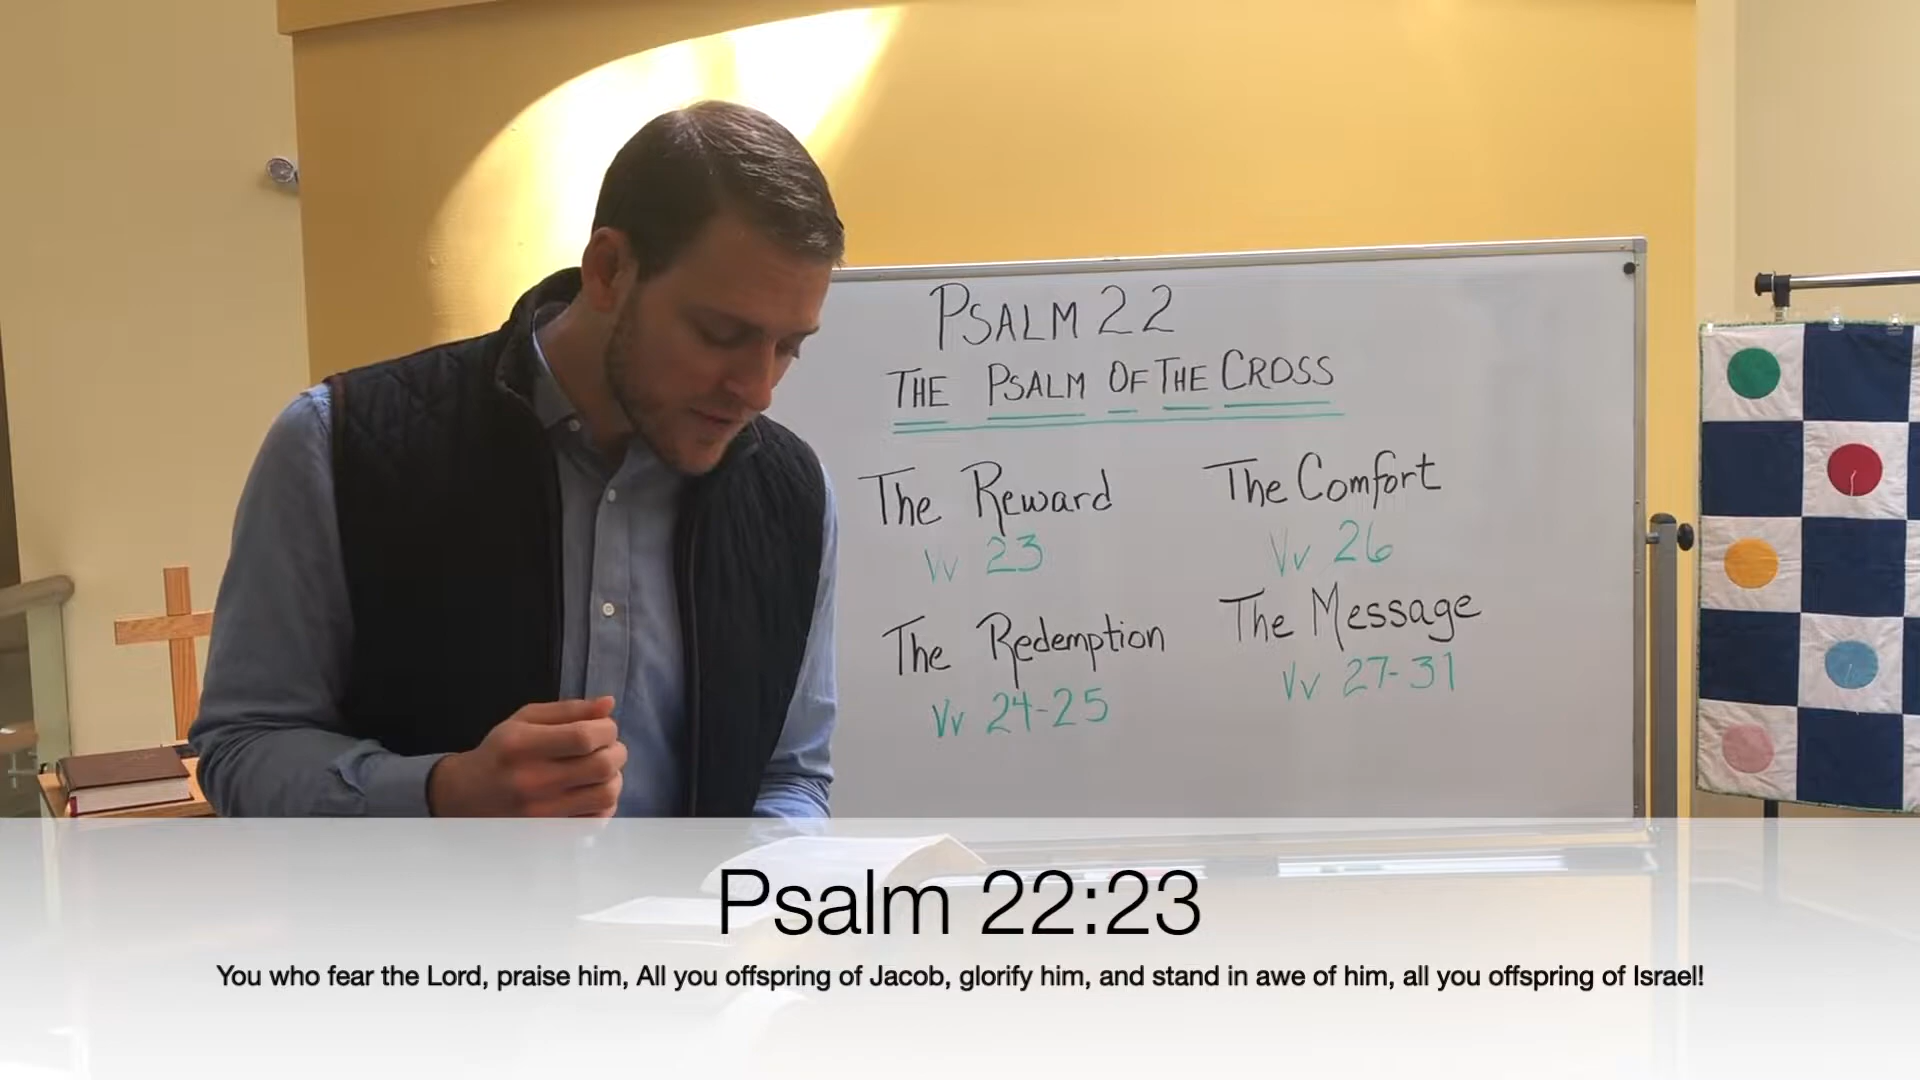 PSALM 22
THE PSALM OF THE CROSS
The Reward
Vv 23
The Redemption
Vv 24-25
The Comfort
Vv 26
The Message
Vv 27-31
Psalm 22:23
You who fear the Lord, praise him, All you offspring of Jacob, glorify him, and stand in awe of him, all you offspring of Israel!